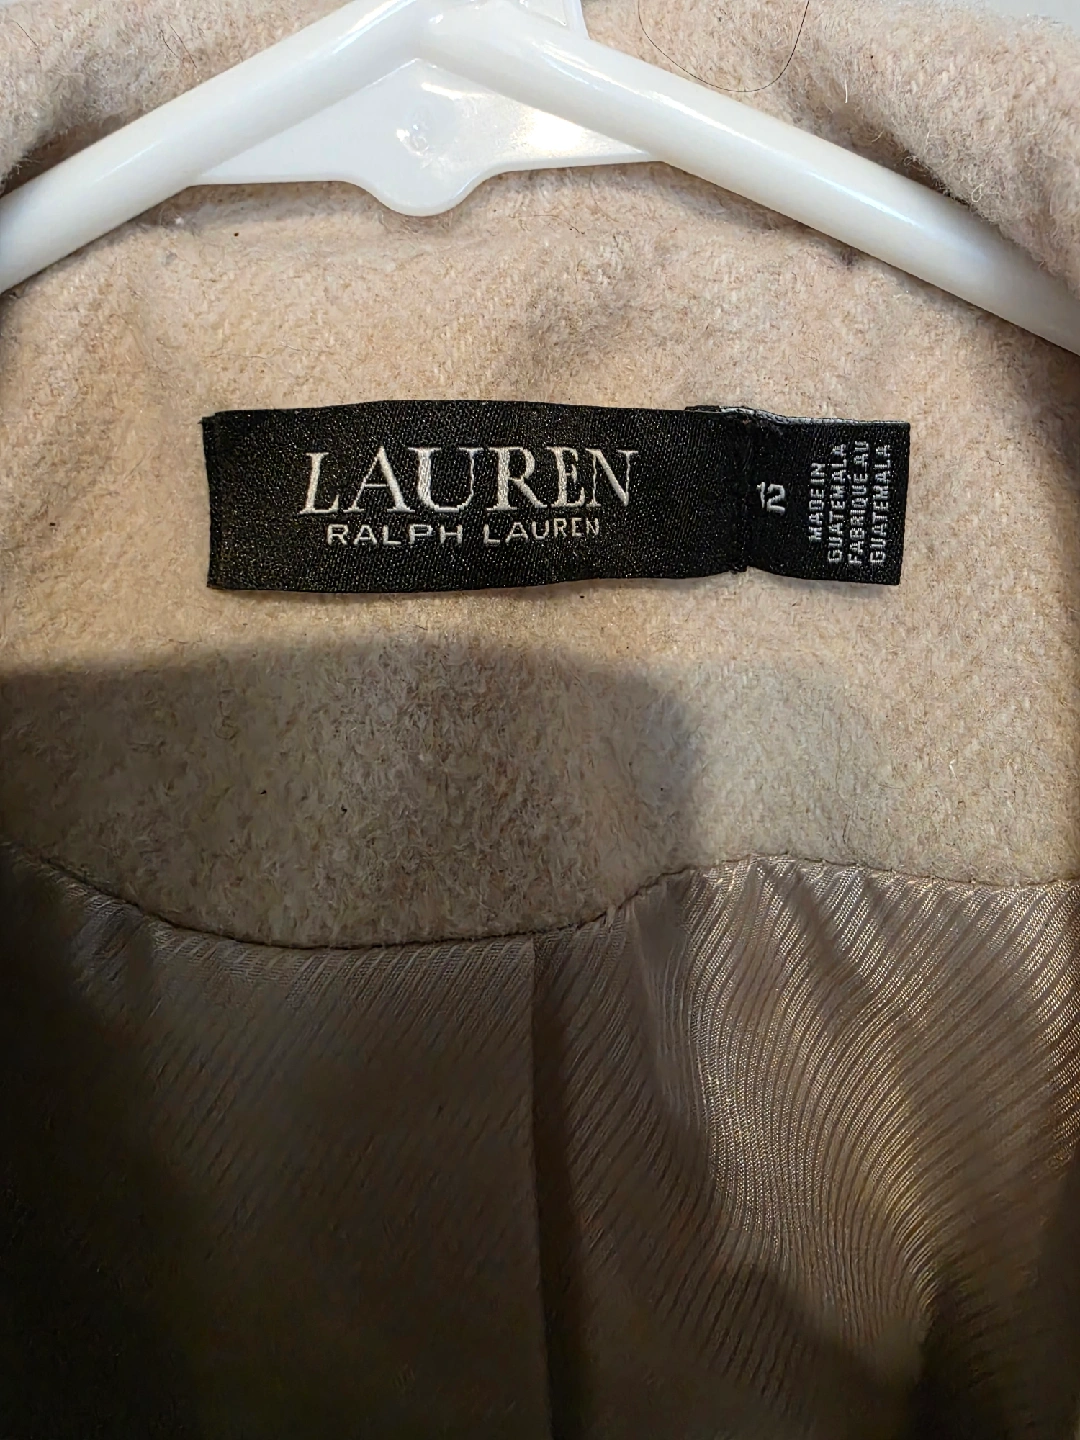 LAUREN
RALPH LAUREN
12
MADE IN
GUATEMALA
FABRIQUE AU
GUATEMALA